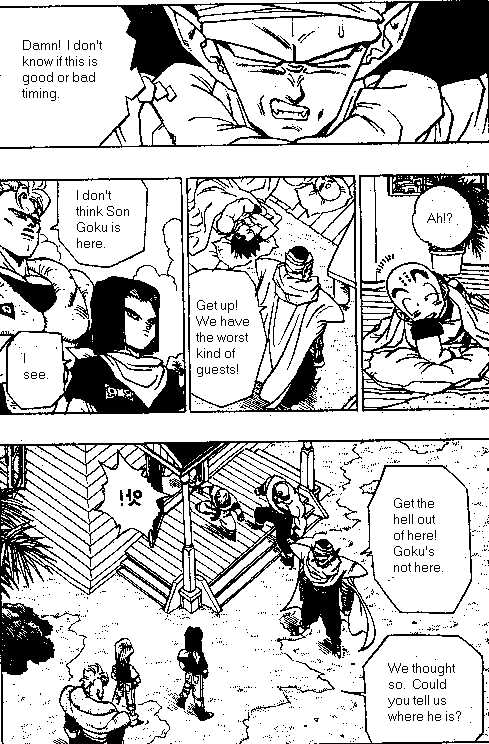 Damn! I don't
know if this is
good or bad
timing.
I don't
think Son
Goku is
here.
I
see.
Get up!
We have
the worst
kind of
guests!
Ah!?
Get the
hell out
of here!
Goku's
not here.
We thought
so. Could
you tell us
where he is?